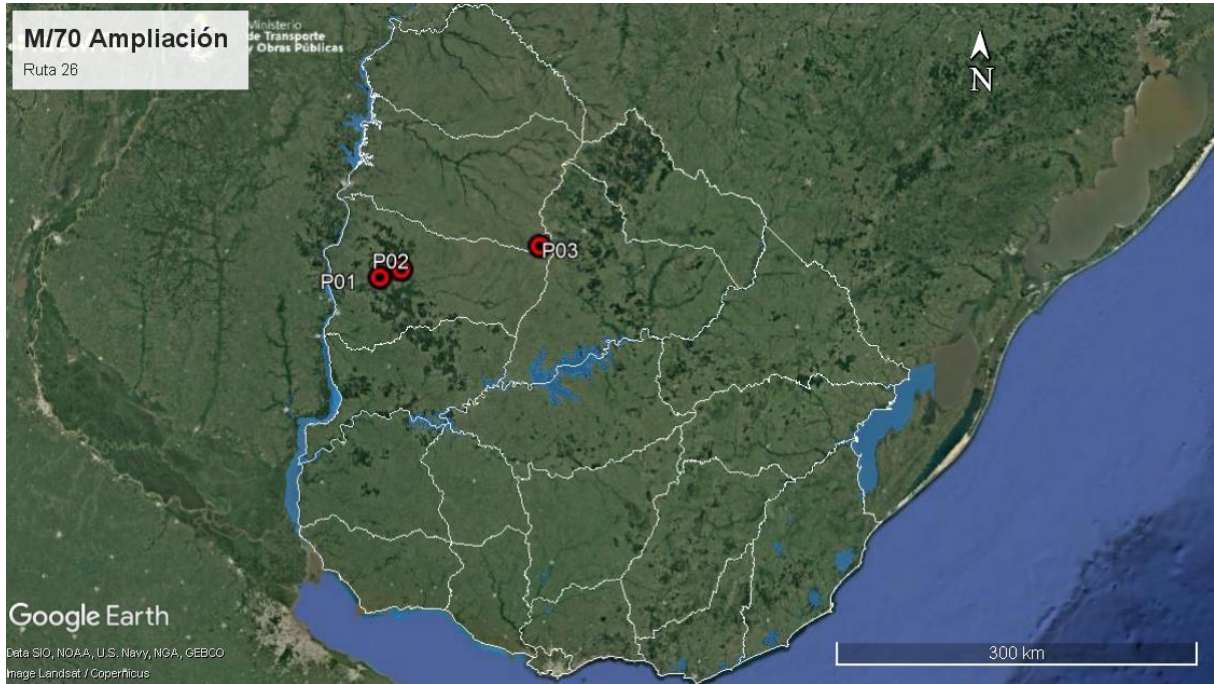 M/70 Ampliación
Ruta 26
Ministerio
de Transporte
y Obras Públicas
N
P03
P02
P01
Google Earth
Data SIO, NOAA, U.S. Navy, NGA, GEBCO
Image Landsat / Copernicus
300 km